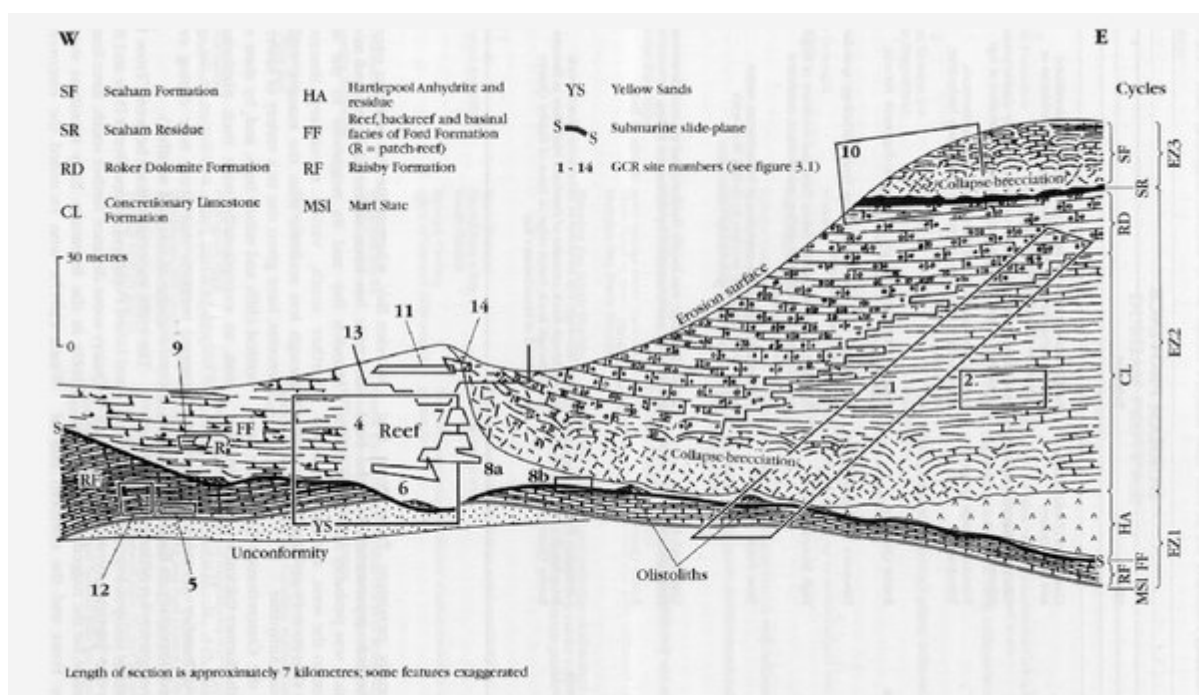 W
E
SF Seaham Formation
SR Seaham Residue
RD Roker Dolomite Formation
CL Concretionary Limestone
Formation
HA Hartlepool Anhydrite and
residue
FF Reef, backreef and basinal
facies of Ford Formation
(R = patch-reef)
RF Raisby Formation
MSl Marl Slate
YS Yellow Sands
S S Submarine slide-plane
1 - 14 GCR site numbers (see figure 3.1)
Cycles
30 metres
0
10
SF
EZ3
Collapse-brecciation
SR
RD
Erosion surface
11
14
13
9
EZ2
CL
1
2
S
FF
R
4
Reef
7
Collapse-brecciation
8a
8b
RF
6
YS
HA
EZ1
Unconformity
Olistoliths
S
FF
RF
MSl
12
5
Length of section is approximately 7 kilometres; some features exaggerated